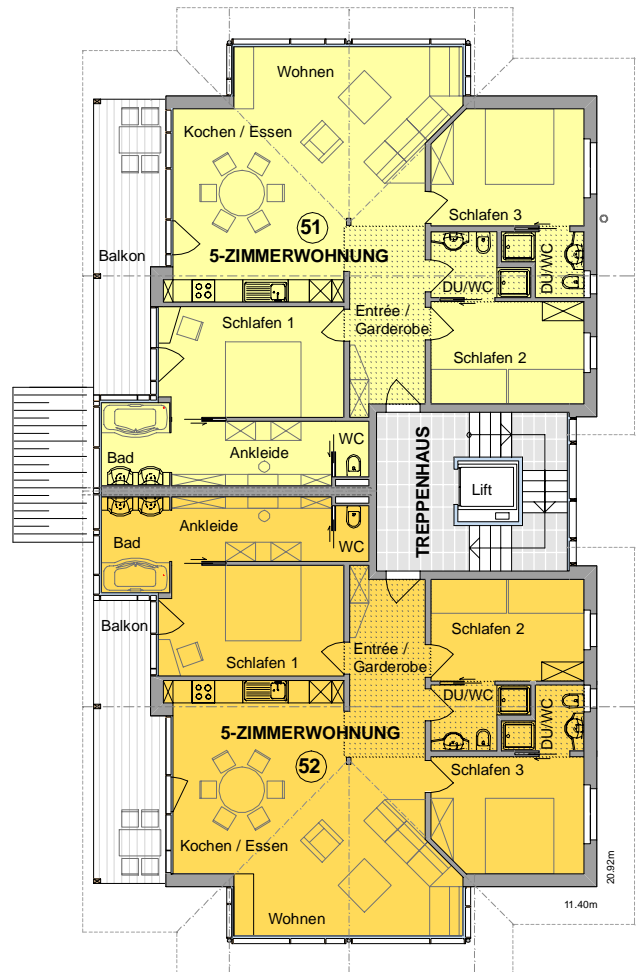 Wohnen
Kochen / Essen
Schlafen 3
51
Balkon
5-ZIMMERWOHNUNG
DU/WC
DU/WC
Entrée /
Garderobe
Schlafen 1
Schlafen 2
WC
Bad
Ankleide
TREPPENHAUS
Lift
Ankleide
Bad
WC
Balkon
Schlafen 2
Entrée /
Garderobe
Schlafen 1
DU/WC
DU/WC
5-ZIMMERWOHNUNG
52
Schlafen 3
Kochen / Essen
20.92m
11.40m
Wohnen